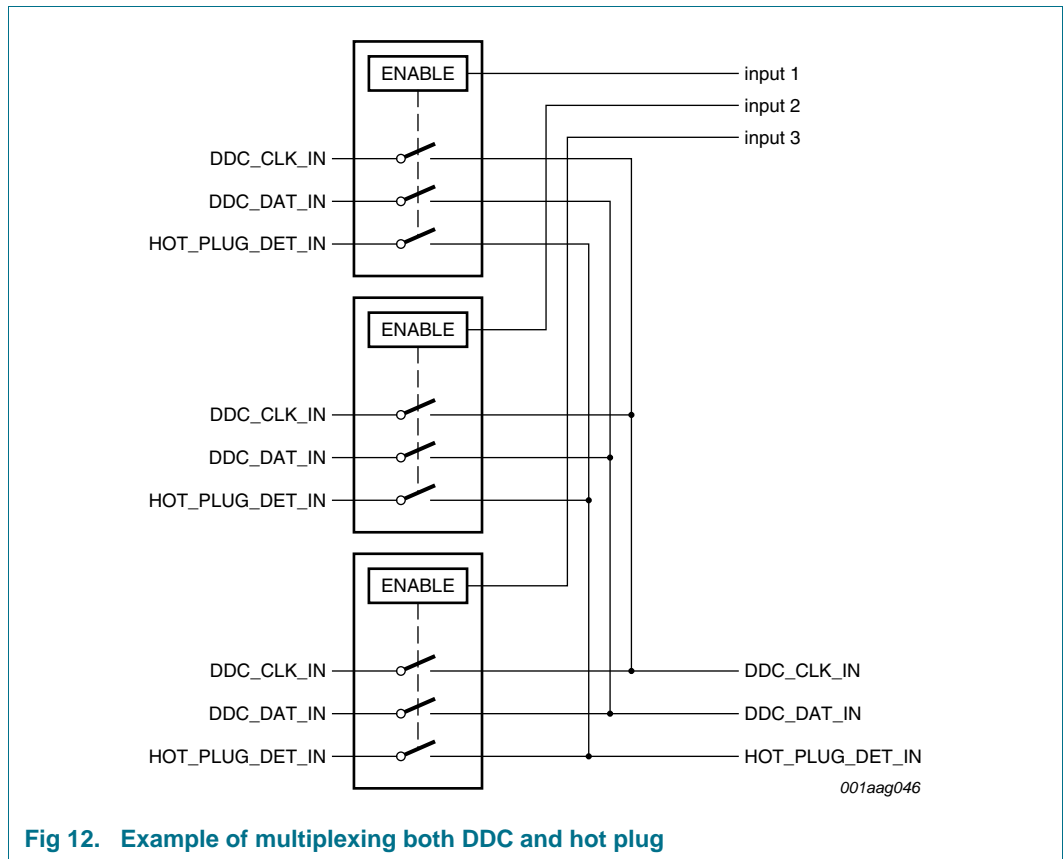 ENABLE
input 1
input 2
input 3
DDC_CLK_IN
DDC_DAT_IN
HOT_PLUG_DET_IN
ENABLE
DDC_CLK_IN
DDC_DAT_IN
HOT_PLUG_DET_IN
ENABLE
DDC_CLK_IN
DDC_CLK_IN
DDC_DAT_IN
DDC_DAT_IN
HOT_PLUG_DET_IN
HOT_PLUG_DET_IN
001aag046
Fig 12. Example of multiplexing both DDC and hot plug